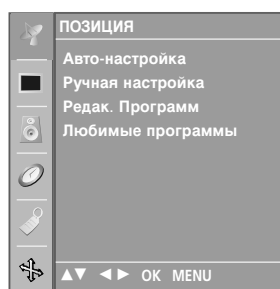 ПОЗИЦИЯ
Авто-настройка
Ручная настройка
Редак. Программ
Любимые программы
▲▼ ◄► OK MENU